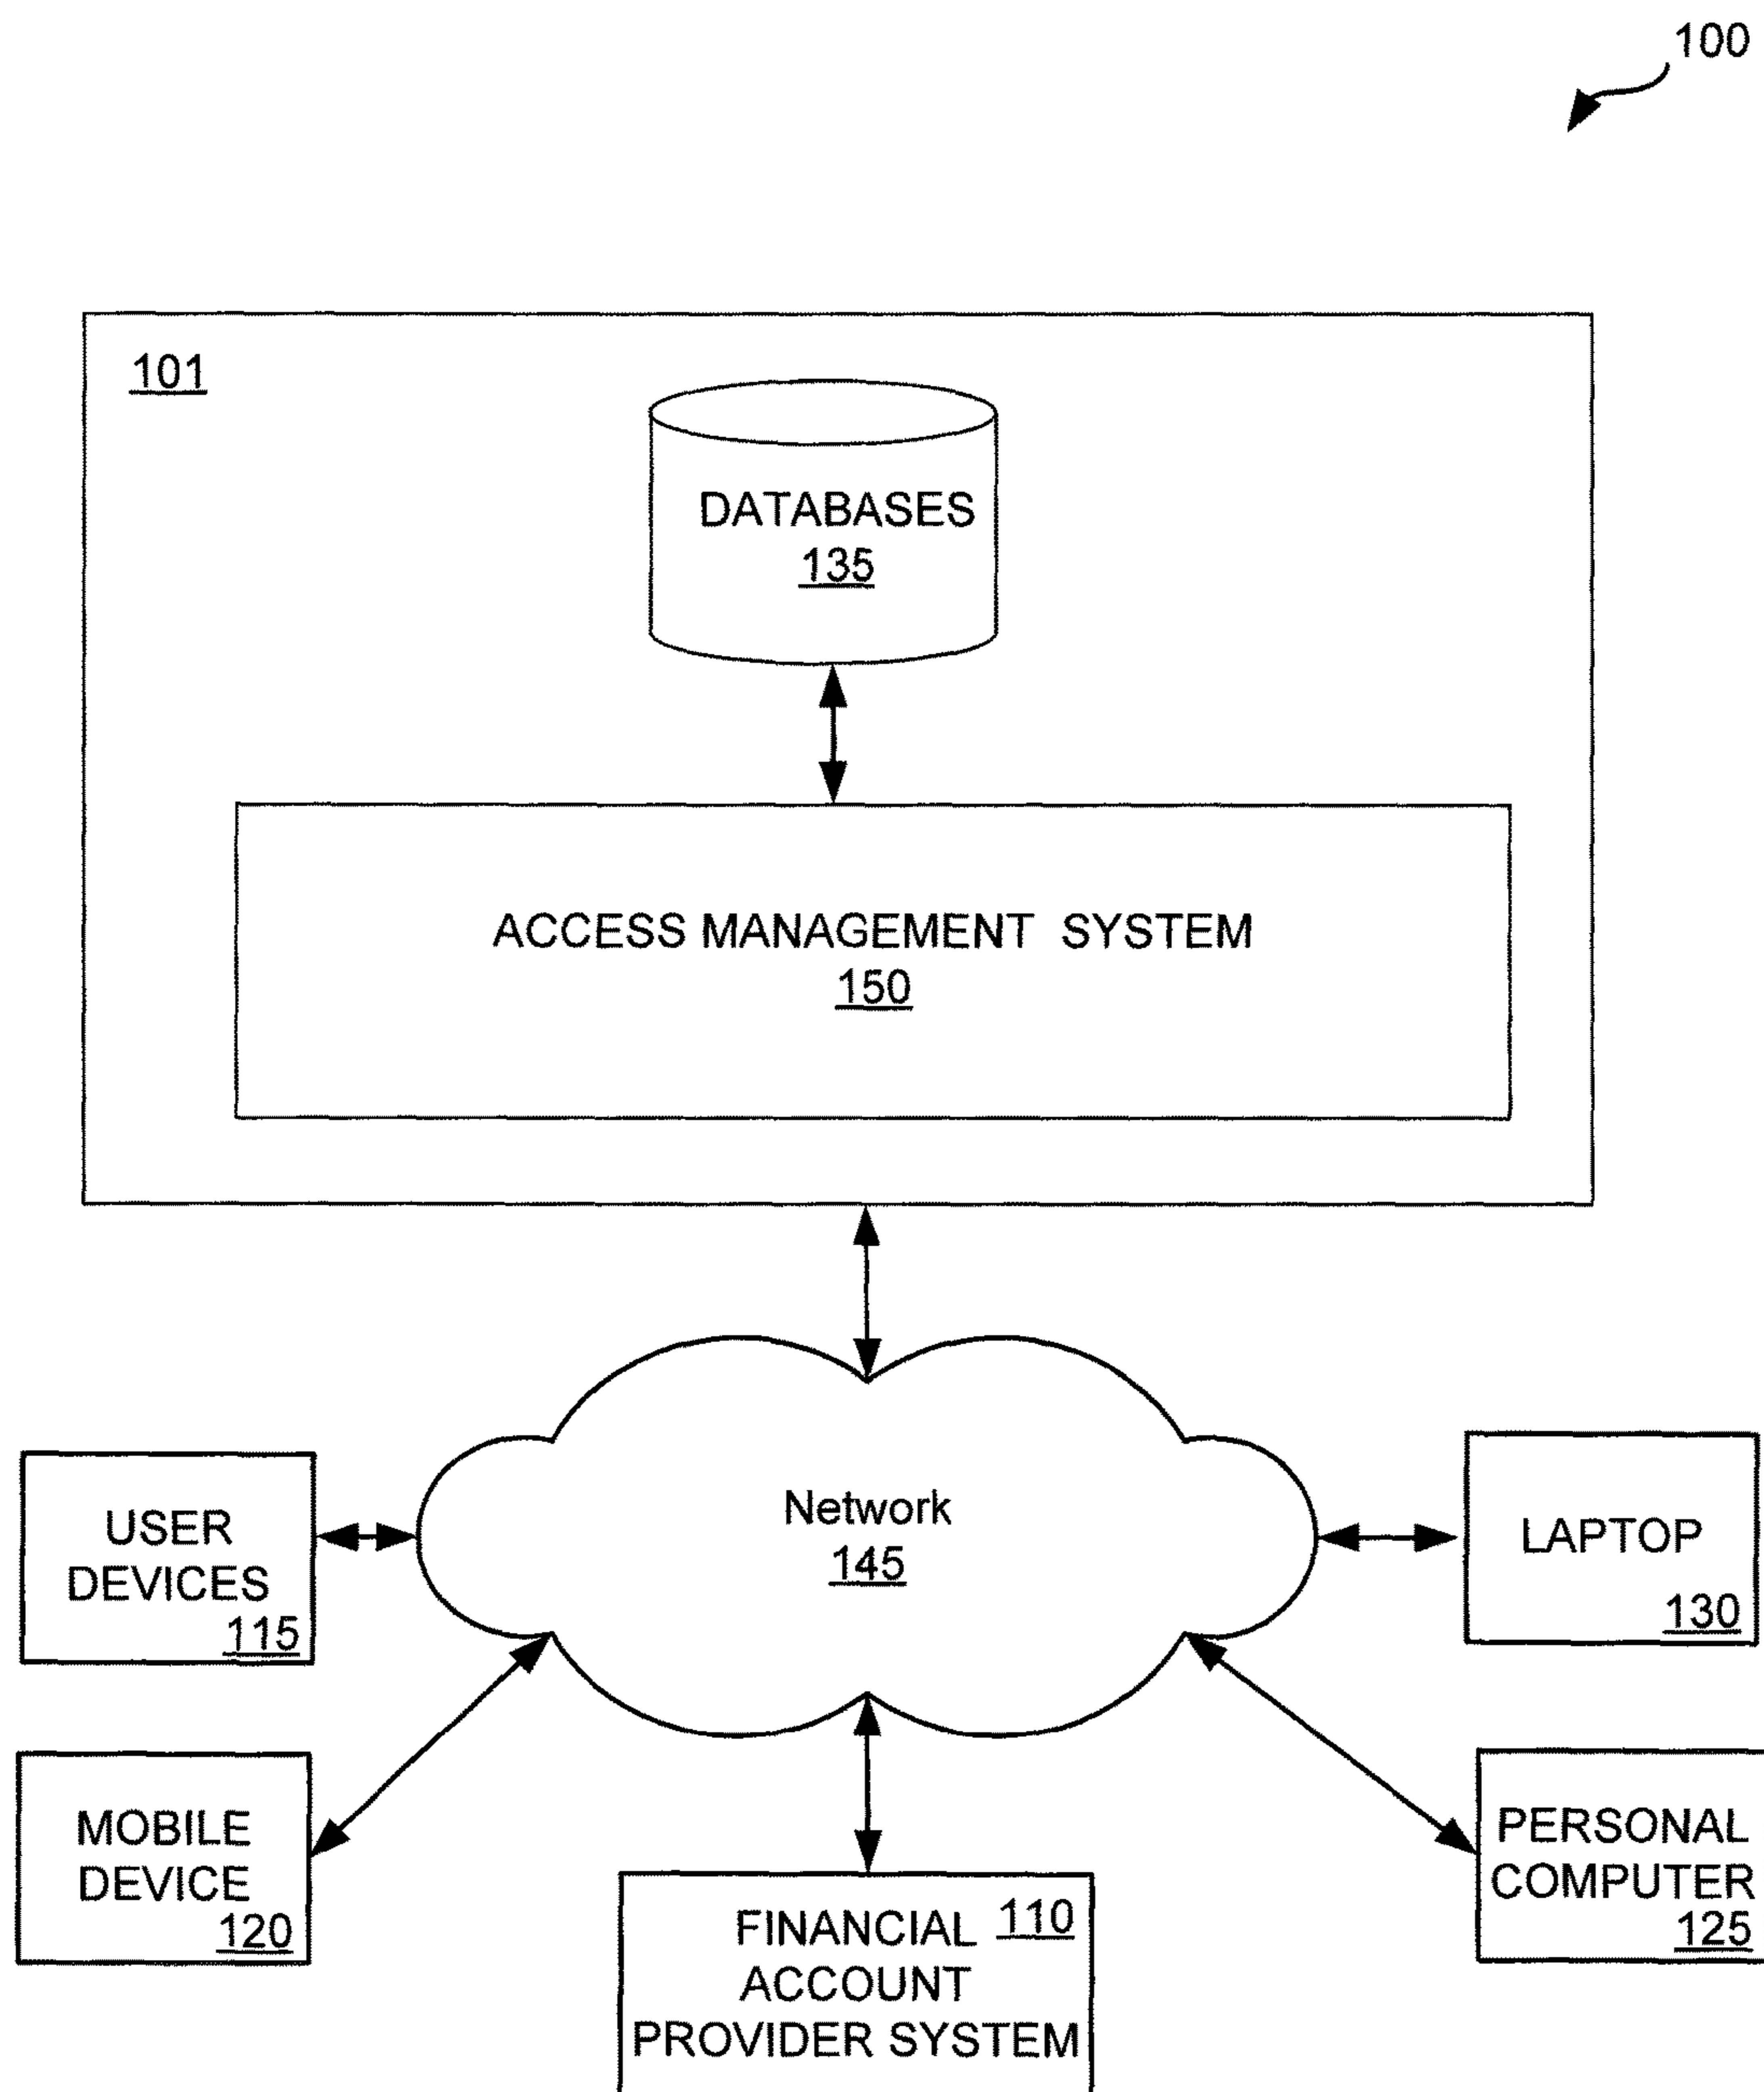 100
101
DATABASES
135
ACCESS MANAGEMENT SYSTEM
150
Network
145
USER
DEVICES
115
LAPTOP
130
MOBILE
DEVICE
120
FINANCIAL
110
ACCOUNT
PROVIDER SYSTEM
PERSONAL
COMPUTER
125